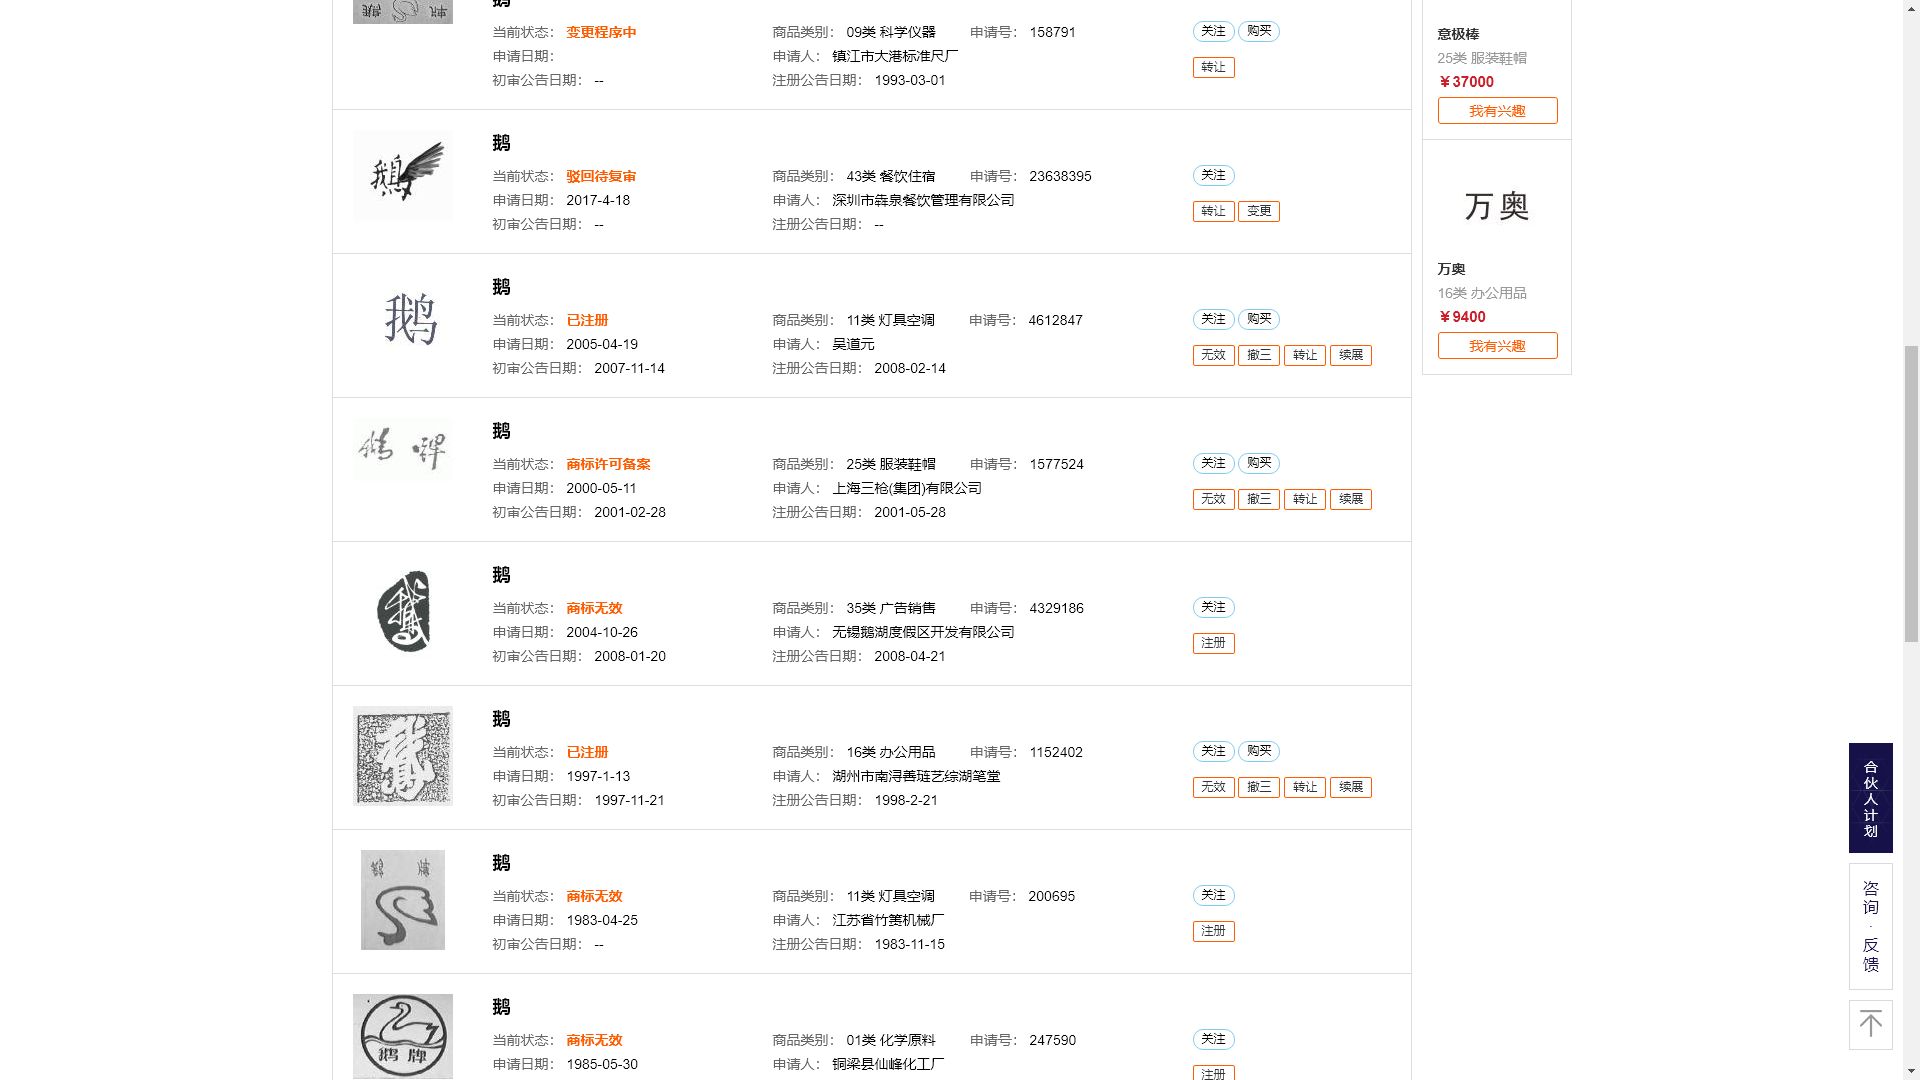 鹅
当前状态： 变更程序中 商品类别： 09类 科学仪器 申请号： 158791 关注 购买
申请日期： 申请人： 镇江市大港标准尺厂 转让
初审公告日期： -- 注册公告日期： 1993-03-01
鹅
当前状态： 驳回待复审 商品类别： 43类 餐饮住宿 申请号： 23638395 关注
申请日期： 2017-4-18 申请人： 深圳市犇泉餐饮管理有限公司 转让 变更
初审公告日期： -- 注册公告日期： --
鹅
鹅
当前状态： 已注册 商品类别： 11类 灯具空调 申请号： 4612847 关注 购买
申请日期： 2005-04-19 申请人： 吴道元 无效 撤三 转让 续展
初审公告日期： 2007-11-14 注册公告日期： 2008-02-14
鹅
当前状态： 商标许可备案 商品类别： 25类 服装鞋帽 申请号： 1577524 关注 购买
申请日期： 2000-05-11 申请人： 上海三枪(集团)有限公司 无效 撤三 转让 续展
初审公告日期： 2001-02-28 注册公告日期： 2001-05-28
鹅
当前状态： 商标无效 商品类别： 35类 广告销售 申请号： 4329186 关注
申请日期： 2004-10-26 申请人： 无锡鹅湖度假区开发有限公司 注册
初审公告日期： 2008-01-20 注册公告日期： 2008-04-21
鹅
当前状态： 已注册 商品类别： 16类 办公用品 申请号： 1152402 关注 购买
申请日期： 1997-1-13 申请人： 湖州市南浔善琏艺综湖笔堂 无效 撤三 转让 续展
初审公告日期： 1997-11-21 注册公告日期： 1998-2-21
鹅
当前状态： 商标无效 商品类别： 11类 灯具空调 申请号： 200695 关注
申请日期： 1983-04-25 申请人： 江苏省竹箦机械厂 注册
初审公告日期： -- 注册公告日期： 1983-11-15
鹅牌
鹅
当前状态： 商标无效 商品类别： 01类 化学原料 申请号： 247590 关注
申请日期： 1985-05-30 申请人： 铜梁县仙峰化工厂 注册
意极棒
25类 服装鞋帽
￥37000
我有兴趣
万奥
万奥
16类 办公用品
￥9400
我有兴趣
合伙人计划
咨询·反馈